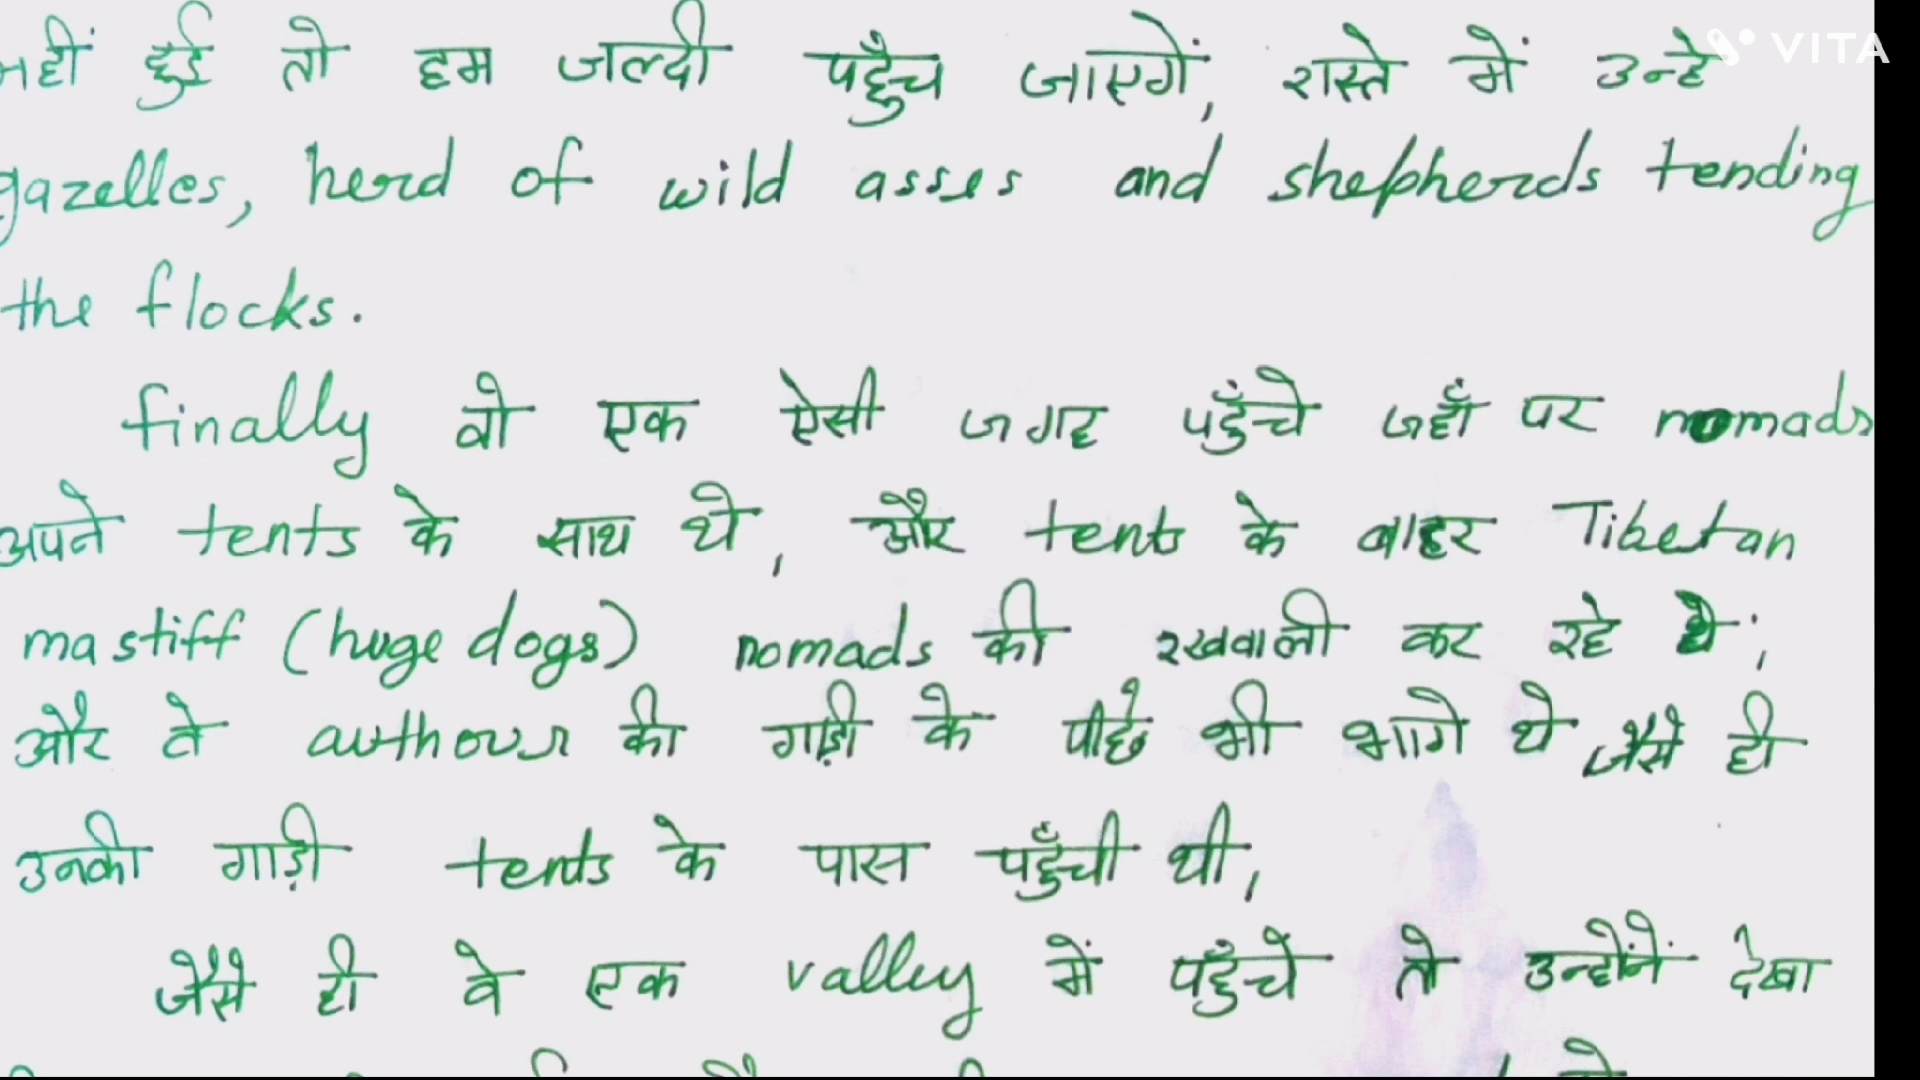 नहीं हुई तो हम जल्दी पहुँच जाएगें, रास्ते में उन्हे
VITA
gazelles, herd of wild asses and shepherds tending
the flocks.
finally वो एक ऐसी जगह पहुँचे जहाँ पर nomads
अपने tents के साथ थे, और tents के बाहर Tibetan
mastiff (huge dogs) nomads की रखवाली कर रहे थे,
और वे authour की गाड़ी के पीछे भी भागे थे जैसे ही
उनकी गाड़ी tents के पास पहुँची थी,
जैसे ही वे एक valley में पहुँचे तो उन्होंनें देखा